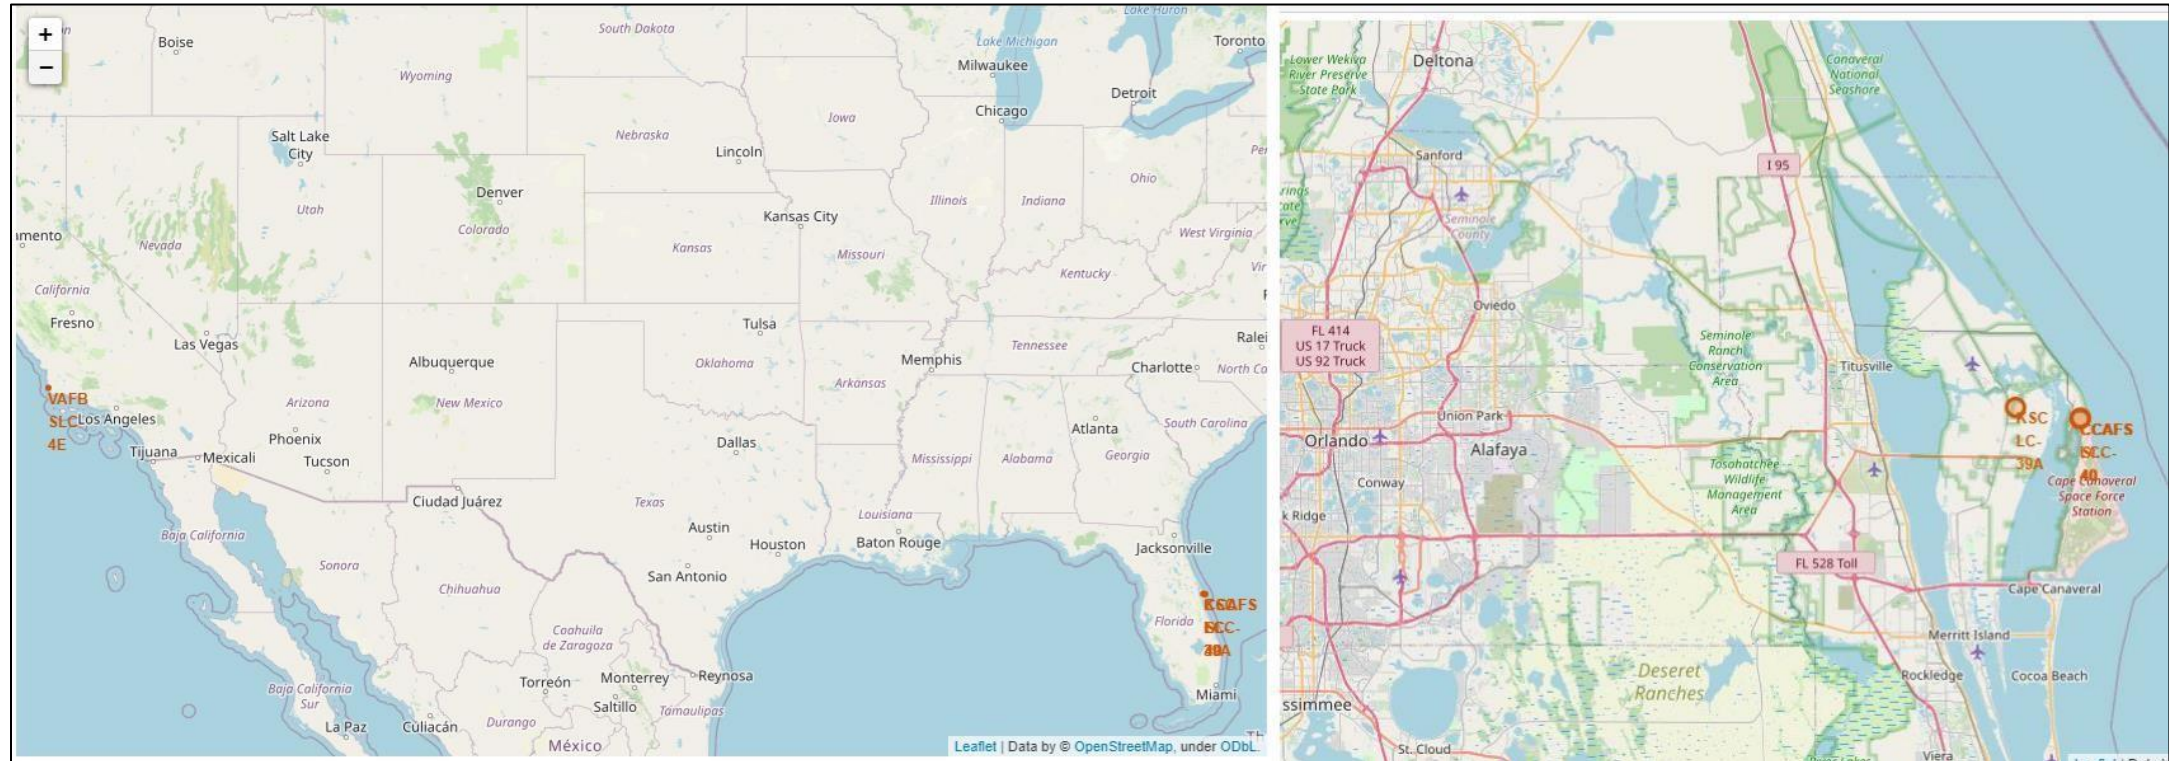 +
−
Boise
South Dakota
Lake Huron
Lake Michigan
Toronto
Milwaukee
Wyoming
Detroit
Chicago
Iowa
Salt Lake
City
Nebraska
Lincoln
Ohio
Denver
Illinois
Indiana
Utah
Kansas City
Colorado
West Virginia
amento
Nevada
Kansas
Missouri
Kentucky
California
Fresno
Tulsa
Las Vegas
Albuquerque
Oklahoma
Memphis
Tennessee
Ralei
Charlotte
North Ca
Arkansas
VAFB
SLC-
4E
Los Angeles
Arizona
New Mexico
South Carolina
Phoenix
Dallas
Atlanta
Tijuana
Mexicali
Tucson
Mississippi
Alabama
Georgia
Ciudad Juárez
Texas
Louisiana
Austin
Baja California
Houston
Baton Rouge
Jacksonville
Sonora
San Antonio
Chihuahua
Florida
Coahuila
de Zaragoza
Torreón
Monterrey
Reynosa
Baja California
Sur
Saltillo
Miami
La Paz
Culiacán
Durango
Tamaulipas
México
Leaflet | Data by © OpenStreetMap, under ODbL.
Lower Wekiva
River Preserve
State Park
Deltona
Canaveral
National
Seashore
Sanford
I 95
Seminole
County
Oviedo
FL 414
US 17 Truck
US 92 Truck
Seminole
Ranch
Conservation
Area
Titusville
Union Park
KSC
LC-
39A
CCAFS
Orlando
Alafaya
Tosohatchee
Wildlife
Management
Area
Conway
Cape Canaveral
Space Force
Station
k Ridge
FL 528 Toll
Cape Canaveral
Merritt Island
Deseret
Ranches
Rockledge
Cocoa Beach
ssimmee
St. Cloud
Viera